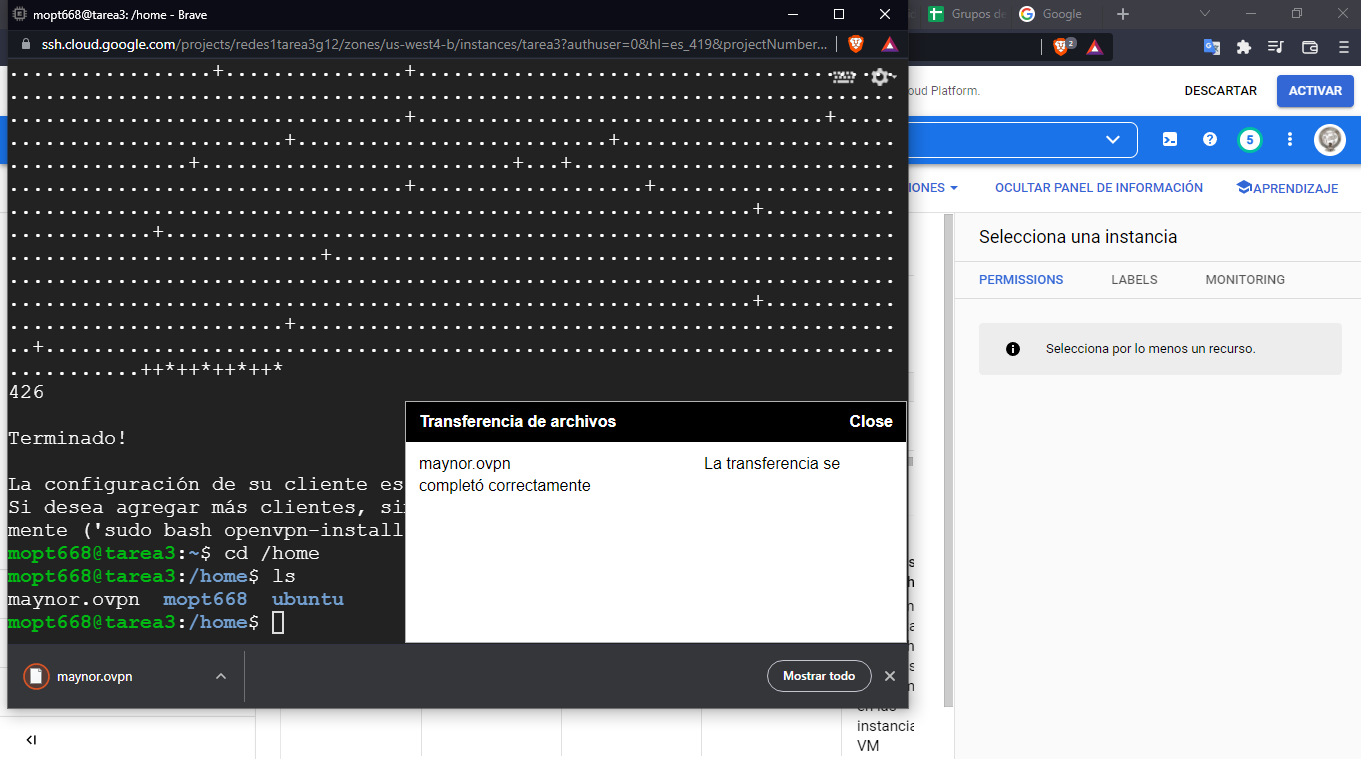 mopt668@tarea3: /home - Brave
Grupos de
Google
ssh.cloud.google.com/projects/redes1tarea3g12/zones/us-west4-b/instances/tarea3?authuser=0&hl=es_419&projectNumber...
2
oud Platform.
DESCARTAR
ACTIVAR
5
IONES
OCULTAR PANEL DE INFORMACIÓN
APRENDIZAJE
Selecciona una instancia
PERMISSIONS
LABELS
MONITORING
Selecciona por lo menos un recurso.
...........++*++*++*++*
426
Terminado!
La configuración de su cliente es
Si desea agregar más clientes, si
mente ('sudo bash openvpn-install
mopt668@tarea3:~$ cd /home
mopt668@tarea3:/home$ ls
maynor.ovpn mopt668 ubuntu
mopt668@tarea3:/home$
Transferencia de archivos
Close
maynor.ovpn La transferencia se
completó correctamente
maynor.ovpn
Mostrar todo
instancia
VM